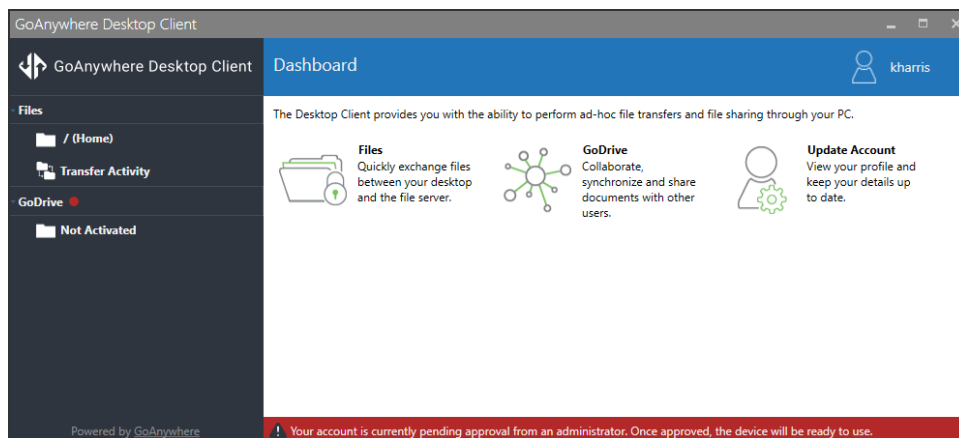 GoAnywhere Desktop Client
GoAnywhere Desktop Client
Dashboard
kharris
Files
/ (Home)
Transfer Activity
GoDrive
Not Activated
Powered by GoAnywhere
The Desktop Client provides you with the ability to perform ad-hoc file transfers and file sharing through your PC.
Files
Quickly exchange files
between your desktop
and the file server.
GoDrive
Collaborate,
synchronize and share
documents with other
users.
Update Account
View your profile and
keep your details up
to date.
Your account is currently pending approval from an administrator. Once approved, the device will be ready to use.